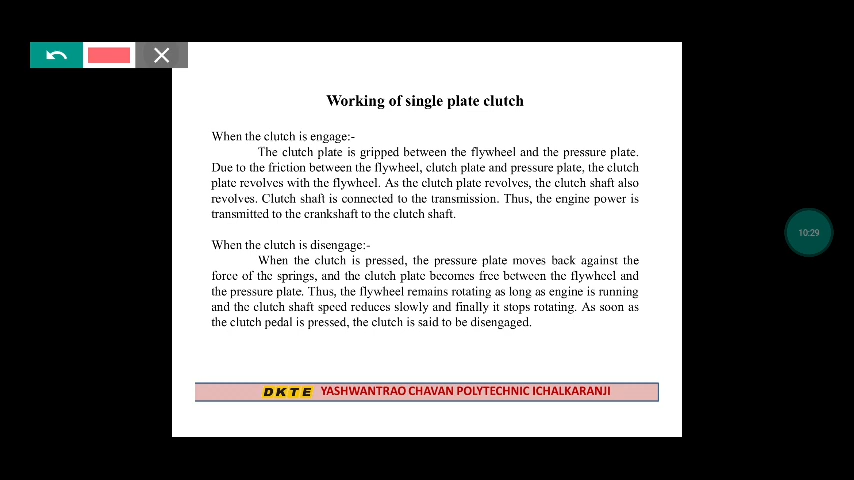 Working of single plate clutch
When the clutch is engage:-
The clutch plate is gripped between the flywheel and the pressure plate.
Due to the friction between the flywheel, clutch plate and pressure plate, the clutch
plate revolves with the flywheel. As the clutch plate revolves, the clutch shaft also
revolves. Clutch shaft is connected to the transmission. Thus, the engine power is
transmitted to the crankshaft to the clutch shaft.
When the clutch is disengage:-
When the clutch is pressed, the pressure plate moves back against the
force of the springs, and the clutch plate becomes free between the flywheel and
the pressure plate. Thus, the flywheel remains rotating as long as engine is running
and the clutch shaft speed reduces slowly and finally it stops rotating. As soon as
the clutch pedal is pressed, the clutch is said to be disengaged.
DKTE YASHWANTRAO CHAVAN POLYTECHNIC ICHALKARANJI
10:29